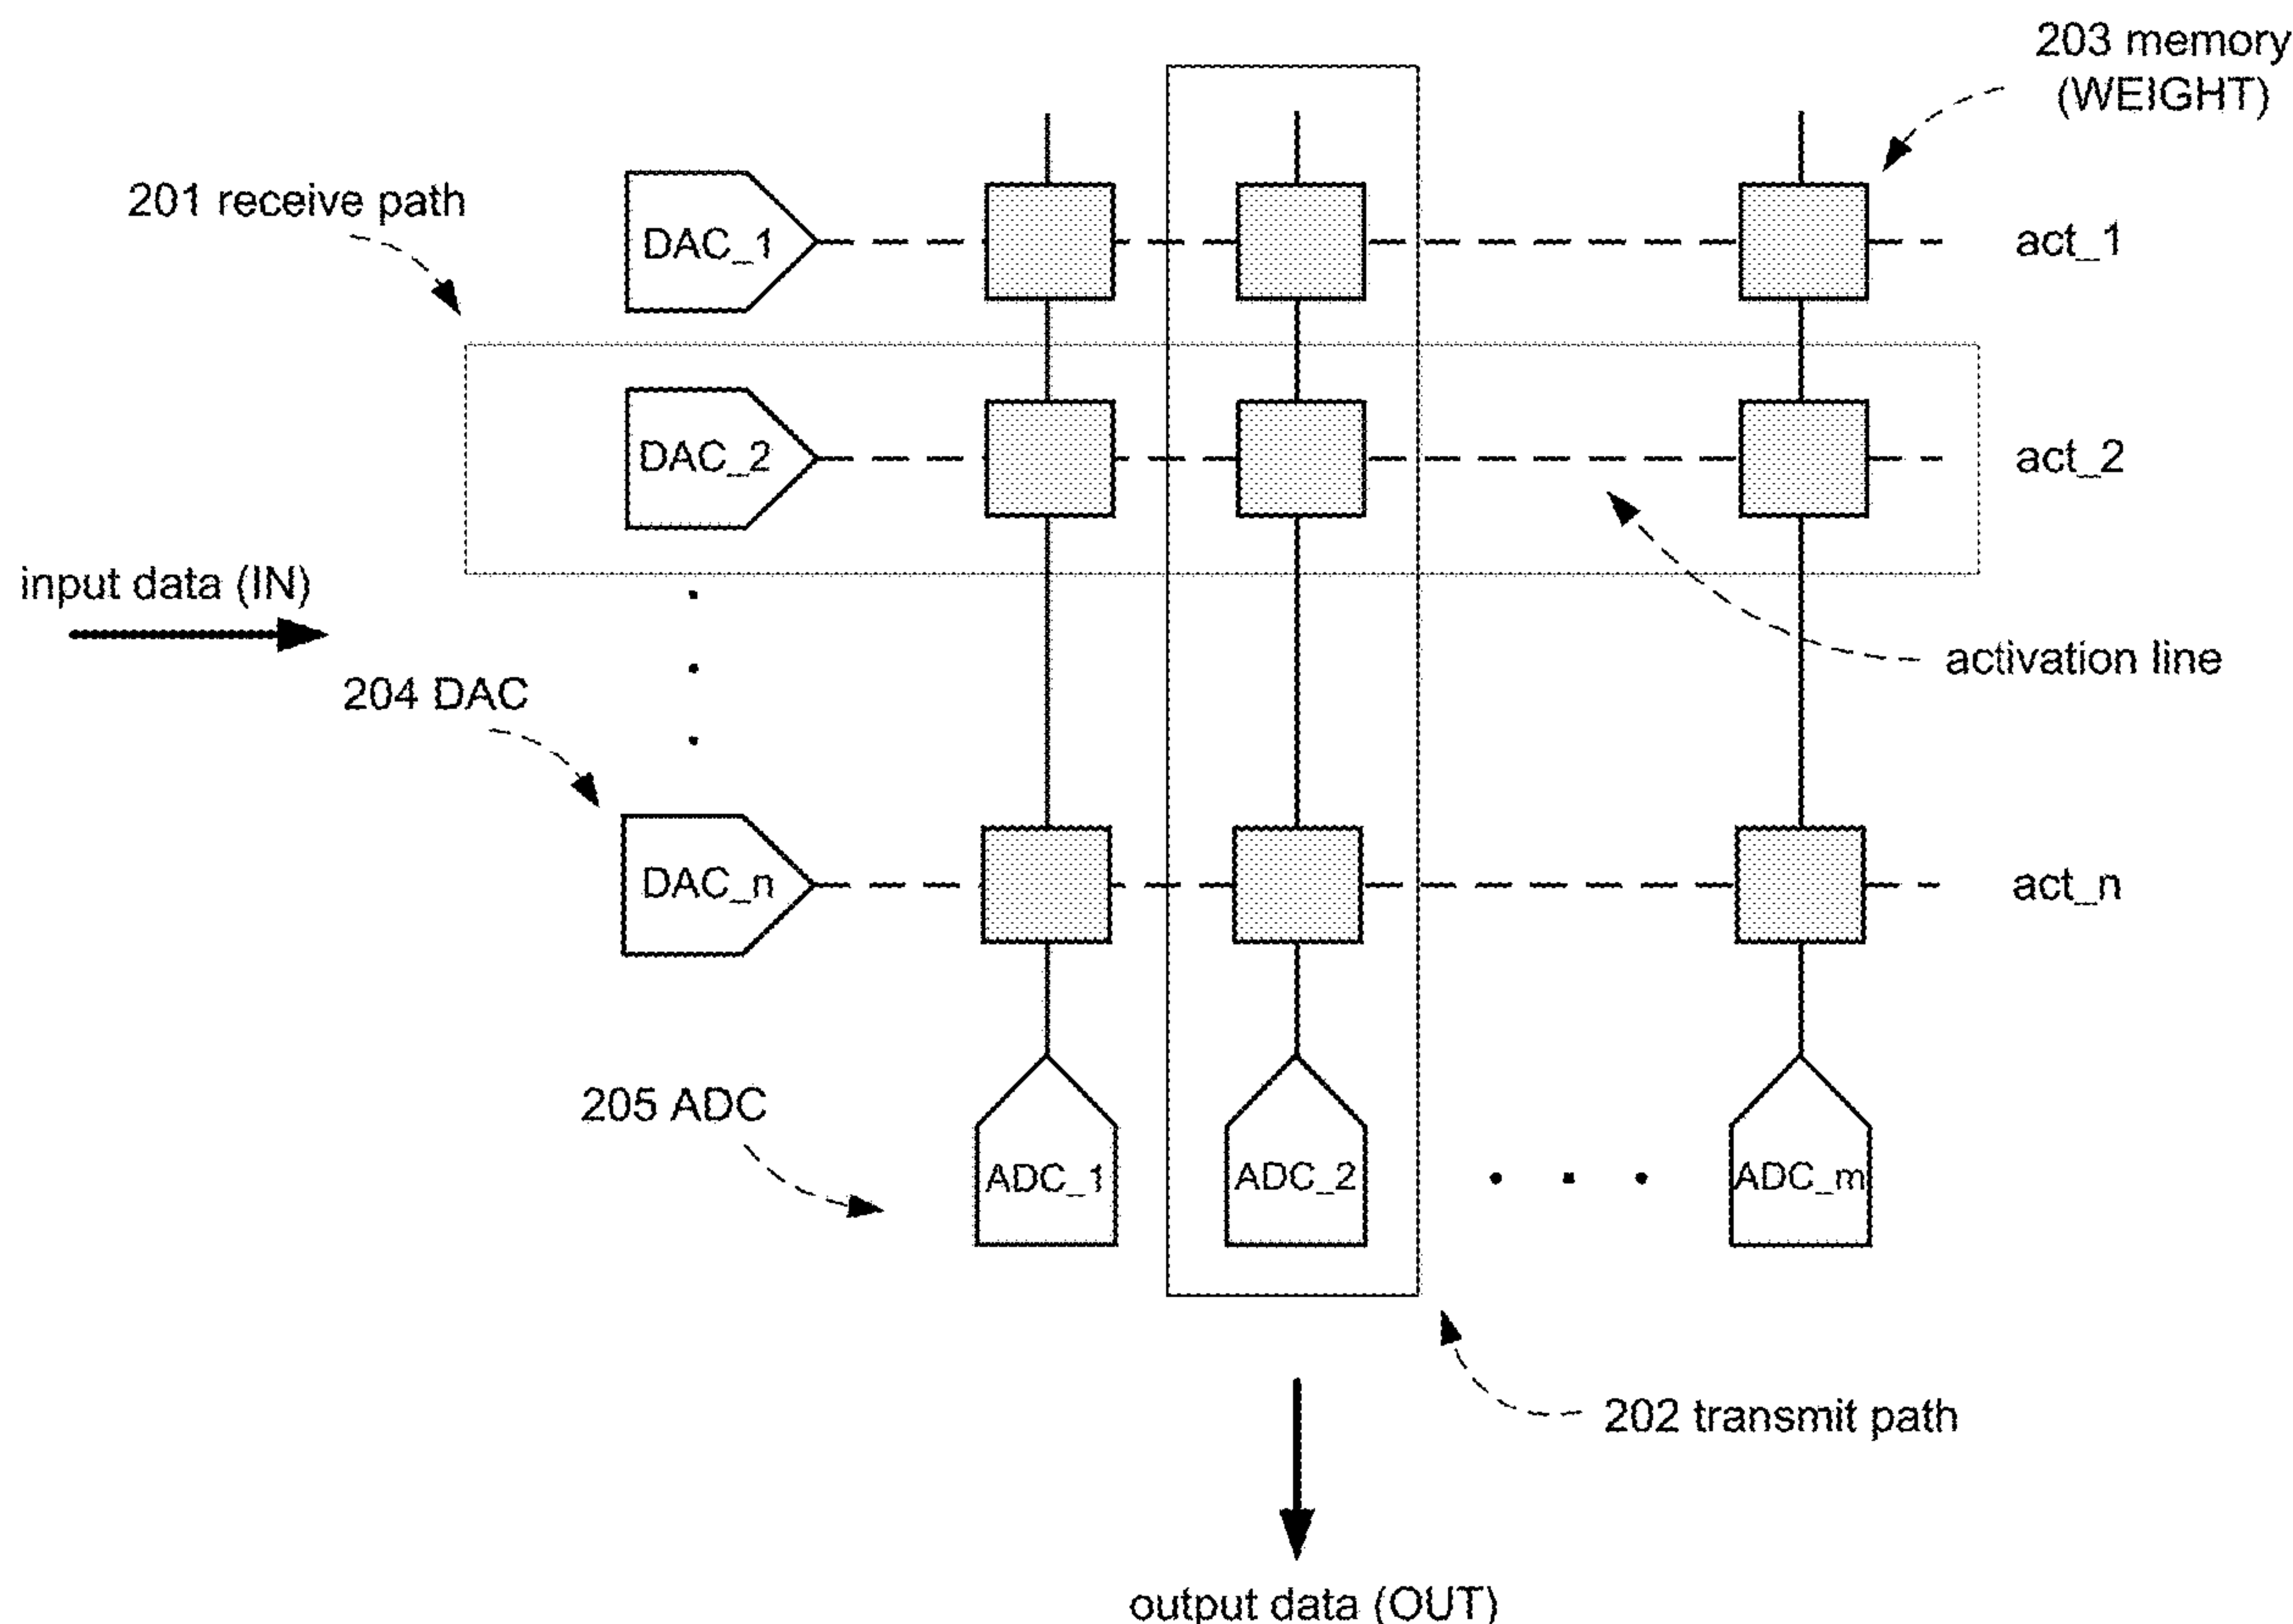 203 memory
(WEIGHT)
201 receive path
DAC_1
act_1
DAC_2
act_2
input data (IN)
activation line
204 DAC
DAC_n
act_n
205 ADC
ADC_1
ADC_2
ADC_m
202 transmit path
output data (OUT)